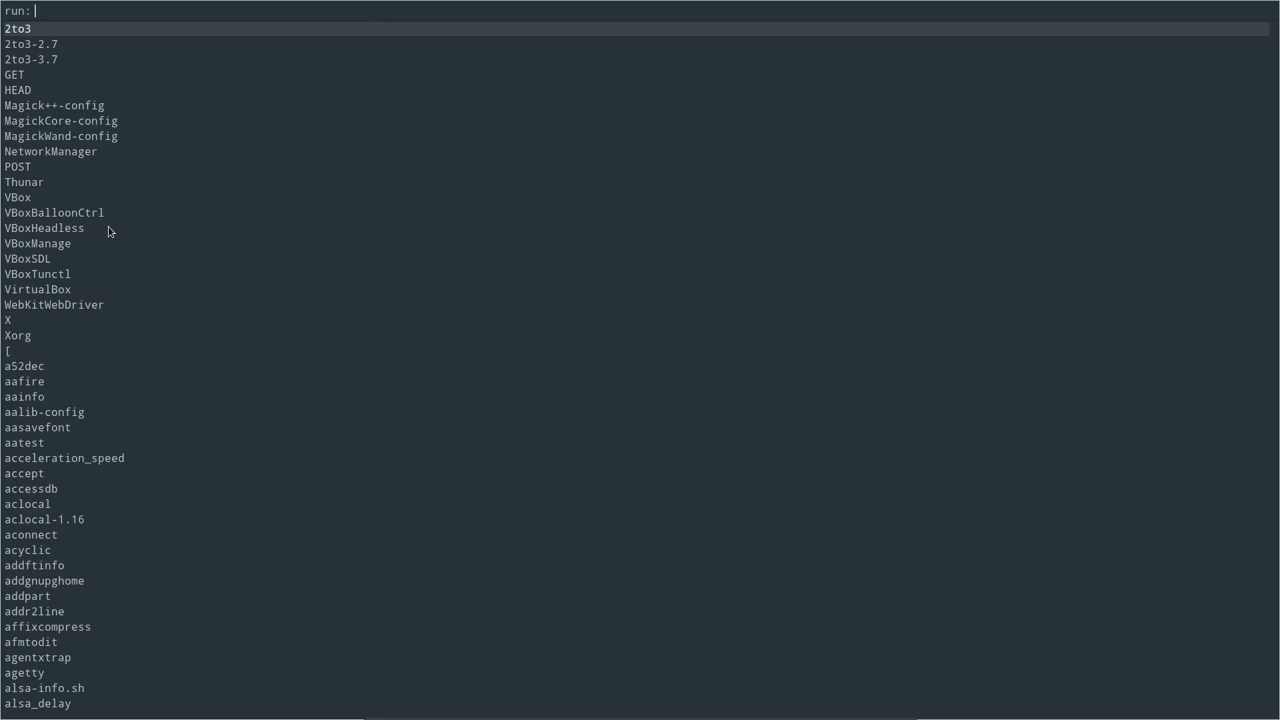 run:
2to3
2to3-2.7
2to3-3.7
GET
HEAD
Magick++-config
MagickCore-config
MagickWand-config
NetworkManager
POST
Thunar
VBox
VBoxBalloonCtrl
VBoxHeadless
VBoxManage
VBoxSDL
VBoxTunctl
VirtualBox
WebKitWebDriver
X
Xorg
[
a52dec
aafire
aainfo
aalib-config
aasavefont
aatest
acceleration_speed
accept
accessdb
aclocal
aclocal-1.16
aconnect
acyclic
addftinfo
addgnupghome
addpart
addr2line
affixcompress
afmtodit
agentxtrap
agetty
alsa-info.sh
alsa_delay